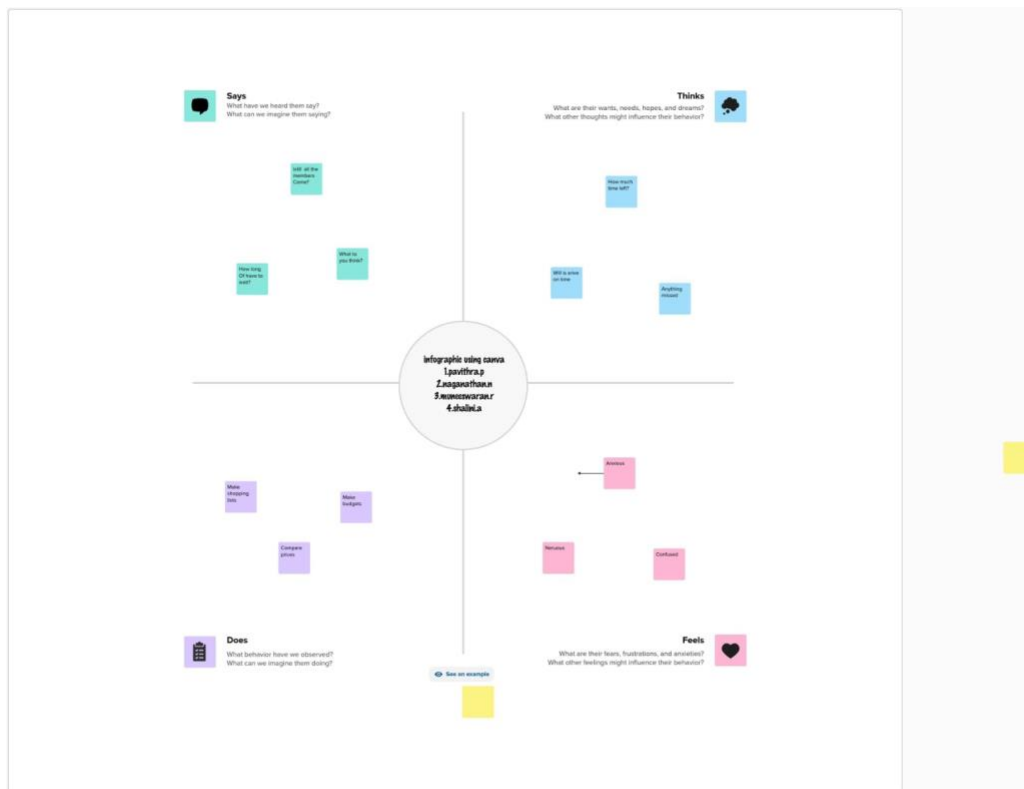 Says
What have we heard them say?
What can we imagine them saying?
Thinks
What are their wants, needs, hopes, and dreams?
What other thoughts might influence their behavior?
all the
members
Come?
How much
time left?
What to
you think?
How long
Of have to
wait?
Will is arive
on time
Anything
missed
infographic using canva
1.pavithra.p
2.naganathan.n
3.muneeswaran.r
4.shalini.a
Anxious
Make
shopping
lists
Make
budgets
Compare
prices
Nervous
Confused
Does
What behavior have we observed?
What can we imagine them doing?
Feels
What are their fears, frustrations, and anxieties?
What other feelings might influence their behavior?
See an example